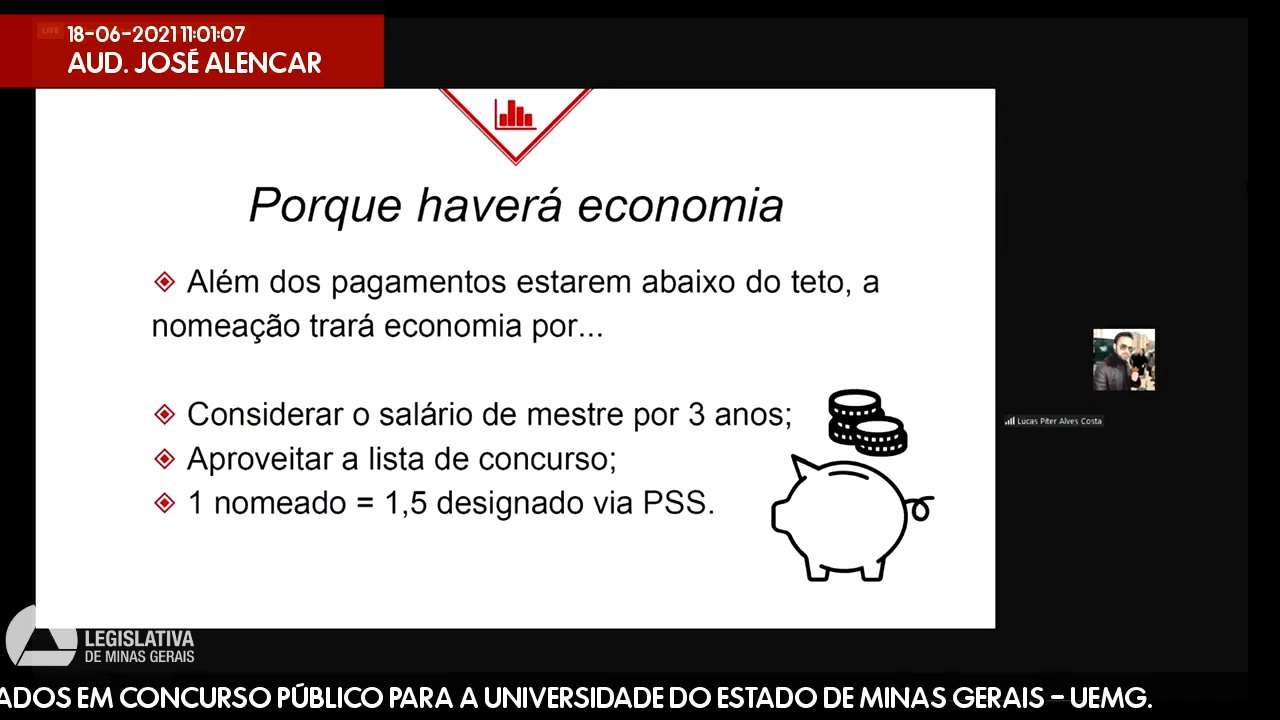 LIVE
18-06-2021 11:01:07
AUD. JOSÉ ALENCAR
Porque haverá economia
Além dos pagamentos estarem abaixo do teto, a
nomeação trará economia por...
Considerar o salário de mestre por 3 anos;
Aproveitar a lista de concurso;
1 nomeado = 1,5 designado via PSS.
Lucas Piter Alves Costa
LEGISLATIVA
DE MINAS GERAIS
ADOS EM CONCURSO PÚBLICO PARA A UNIVERSIDADE DO ESTADO DE MINAS GERAIS – UEMG.